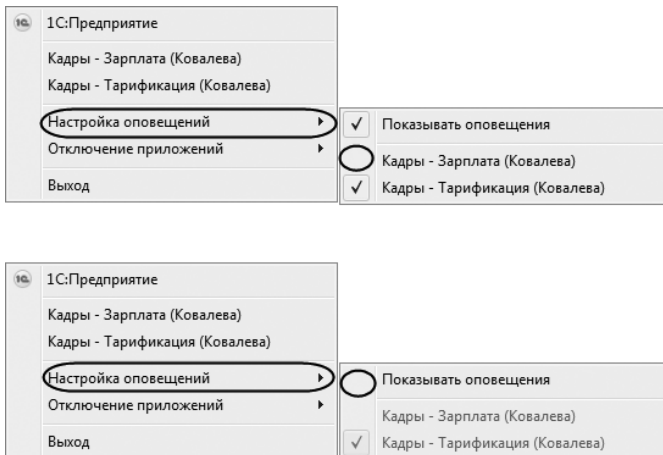 1С:Предприятие
Кадры - Зарплата (Ковалева)
Кадры - Тарификация (Ковалева)
Настройка оповещений
Отключение приложений
Выход
Показывать оповещения
Кадры - Зарплата (Ковалева)
Кадры - Тарификация (Ковалева)
1С:Предприятие
Кадры - Зарплата (Ковалева)
Кадры - Тарификация (Ковалева)
Настройка оповещений
Отключение приложений
Выход
Показывать оповещения
Кадры - Зарплата (Ковалева)
Кадры - Тарификация (Ковалева)